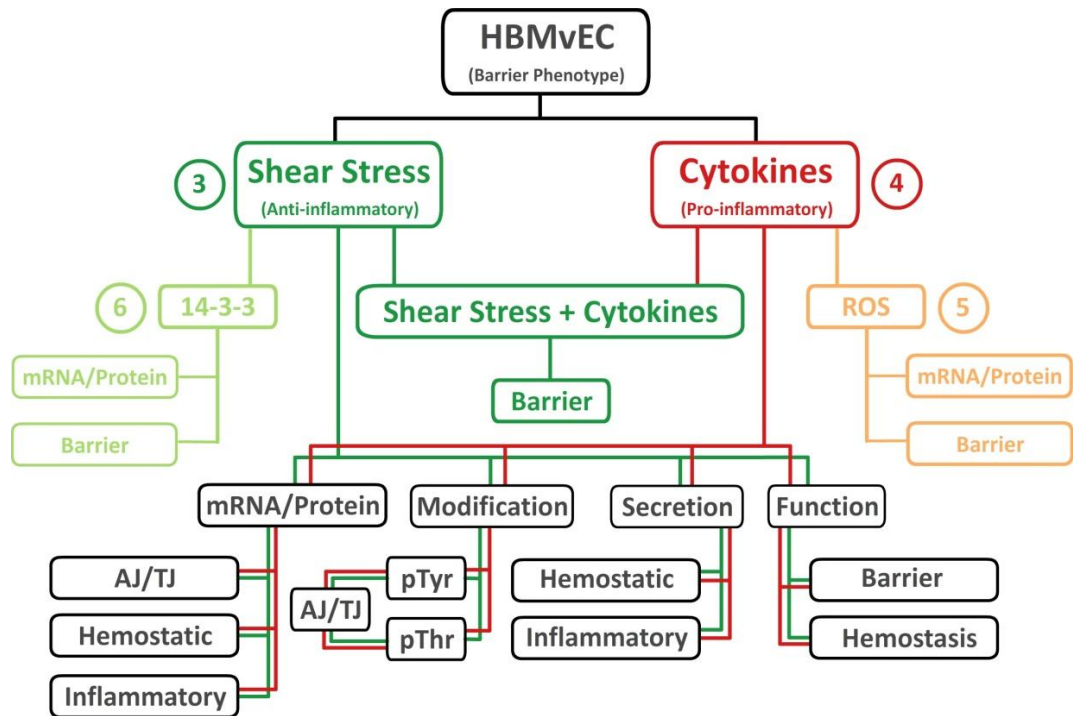 HBMvEC
(Barrier Phenotype)
3
Shear Stress
(Anti-inflammatory)
Cytokines
(Pro-inflammatory)
4
6
14-3-3
Shear Stress + Cytokines
ROS
5
mRNA/Protein
mRNA/Protein
Barrier
Barrier
Barrier
mRNA/Protein
Modification
Secretion
Function
AJ/TJ
pTyr
Hemostatic
Barrier
AJ/TJ
Hemostatic
pThr
Inflammatory
Hemostasis
Inflammatory